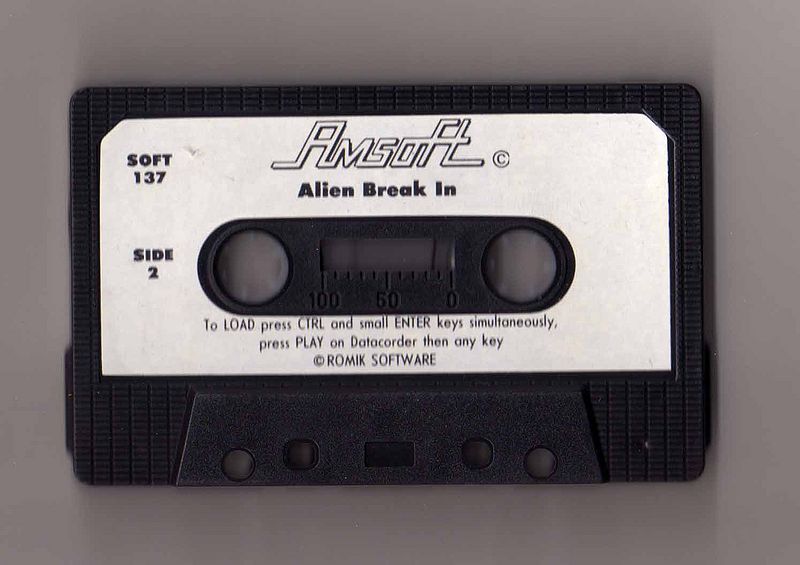 Amsoft ©
SOFT
137
Alien Break In
SIDE
2
100 50 0
To LOAD press CTRL and small ENTER keys simultaneously,
press PLAY on Datacorder then any key
©ROMIK SOFTWARE